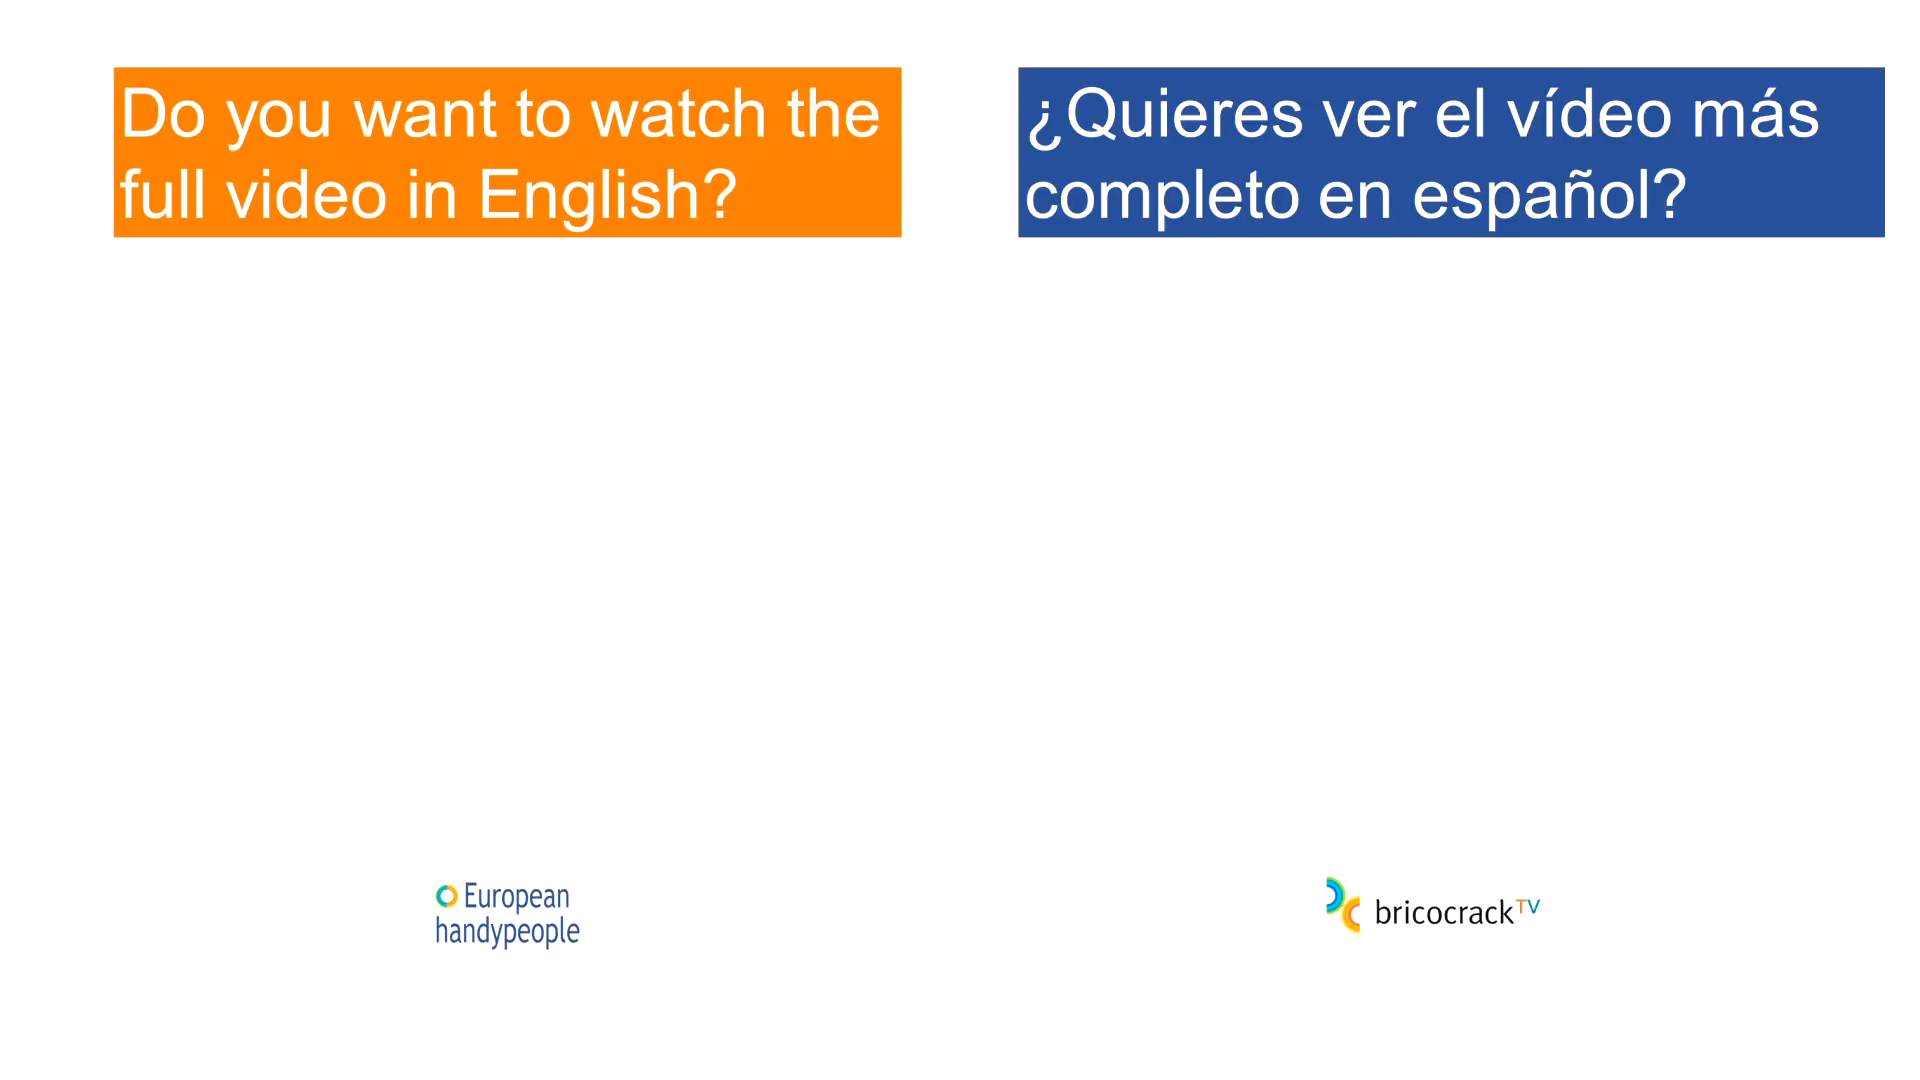 Do you want to watch the
full video in English?
¿Quieres ver el vídeo más
completo en español?
European
handypeople
bricocrackTV